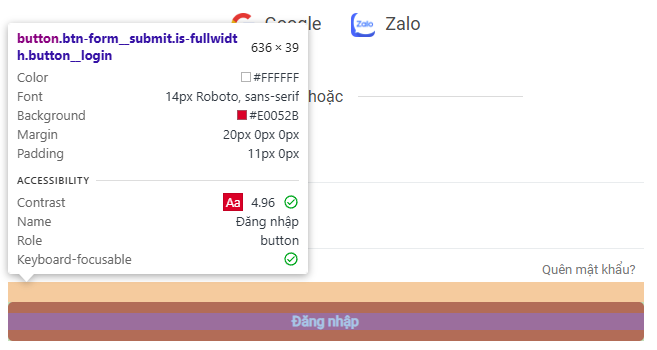 Google Zalo
button.btn-form__submit.is-fullwidt
h.button__login
636 × 39
Color #FFFFFF
Font 14px Roboto, sans-serif
hoặc
Background #E0052B
Margin 20px 0px 0px
Padding 11px 0px
ACCESSIBILITY
Contrast Aa 4.96
Name Đăng nhập
Role button
Keyboard-focusable
Quên mật khẩu?
Đăng nhập